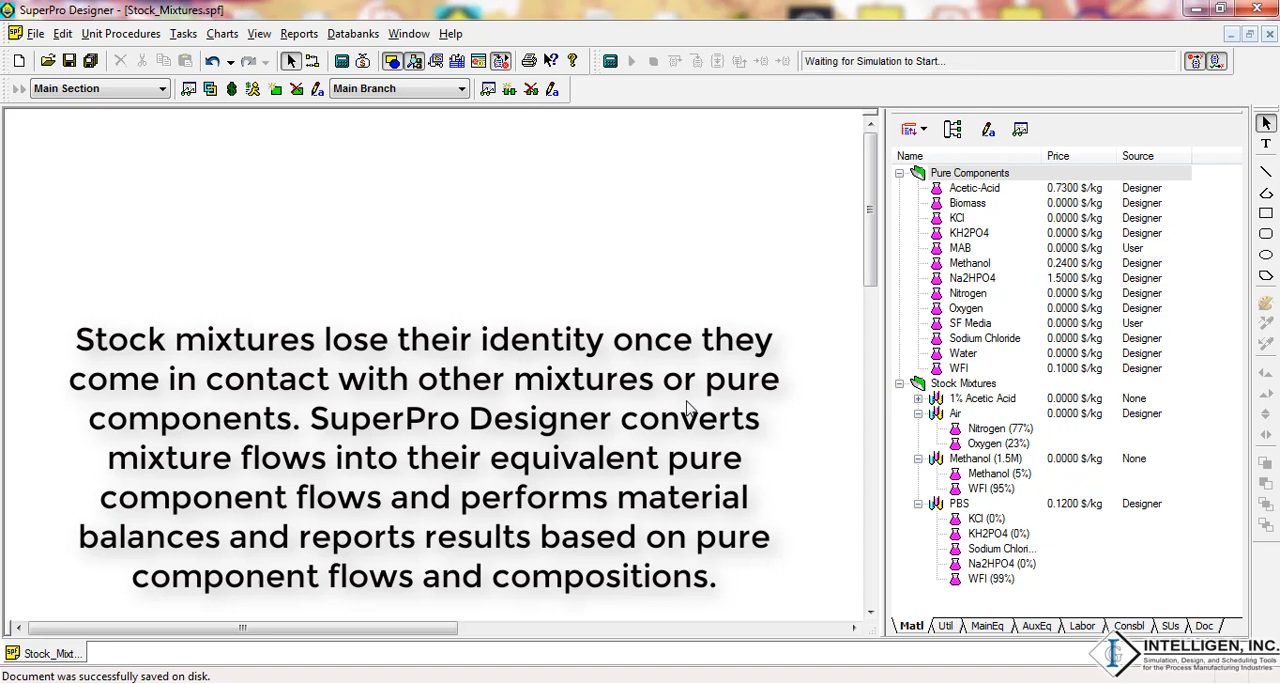 SuperPro Designer - [Stock_Mixtures.spf]
File Edit Unit Procedures Tasks Charts View Reports Databanks Window Help
Waiting for Simulation to Start...
Main Section Main Branch
Stock mixtures lose their identity once they
come in contact with other mixtures or pure
components. SuperPro Designer converts
mixture flows into their equivalent pure
component flows and performs material
balances and reports results based on pure
component flows and compositions.
Name Price Source
Pure Components
Acetic-Acid 0.7300 $/kg Designer
Biomass 0.0000 $/kg Designer
KCl 0.0000 $/kg Designer
KH2PO4 0.0000 $/kg Designer
MAB 0.0000 $/kg User
Methanol 0.2400 $/kg Designer
Na2HPO4 1.5000 $/kg Designer
Nitrogen 0.0000 $/kg Designer
Oxygen 0.0000 $/kg Designer
SF Media 0.0000 $/kg User
Sodium Chloride 0.0000 $/kg Designer
Water 0.0000 $/kg Designer
WFI 0.1000 $/kg Designer
Stock Mixtures
1% Acetic Acid 0.0000 $/kg None
Air 0.0000 $/kg Designer
Nitrogen (77%)
Oxygen (23%)
Methanol (1.5M) 0.0000 $/kg None
Methanol (5%)
WFI (95%)
PBS 0.1200 $/kg Designer
KCl (0%)
KH2PO4 (0%)
Sodium Chlori...
Na2HPO4 (0%)
WFI (99%)
Matl Util MainEq AuxEq Labor Consbl SUs Doc
Stock_Mixt...
INTELLIGEN, INC.
Simulation, Design, and Scheduling Tools
for the Process Manufacturing Industries
Document was successfully saved on disk.